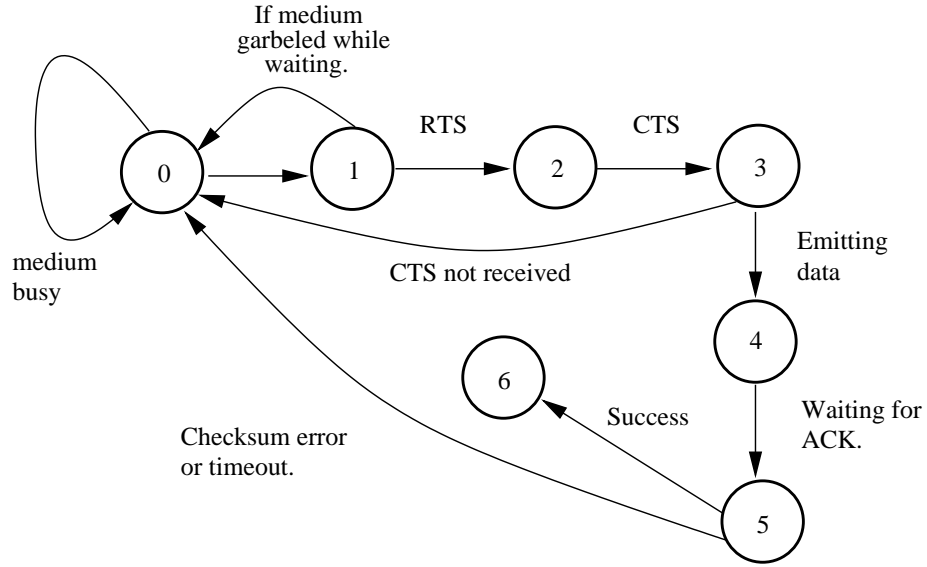 If medium
garbeled while
waiting.
RTS
CTS
0
1
2
3
medium
busy
CTS not received
Emitting
data
4
6
Success
Waiting for
ACK.
Checksum error
or timeout.
5